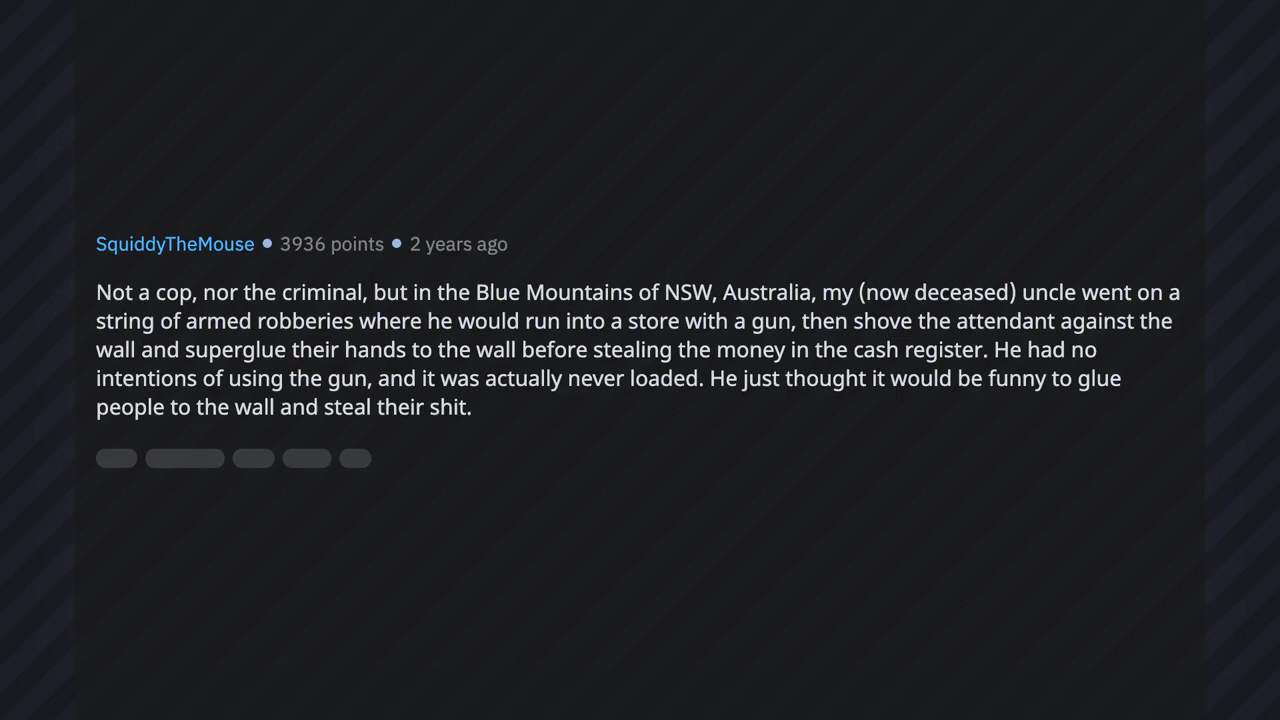 SquiddyTheMouse ● 3936 points ● 2 years ago
Not a cop, nor the criminal, but in the Blue Mountains of NSW, Australia, my (now deceased) uncle went on a
string of armed robberies where he would run into a store with a gun, then shove the attendant against the
wall and superglue their hands to the wall before stealing the money in the cash register. He had no
intentions of using the gun, and it was actually never loaded. He just thought it would be funny to glue
people to the wall and steal their shit.